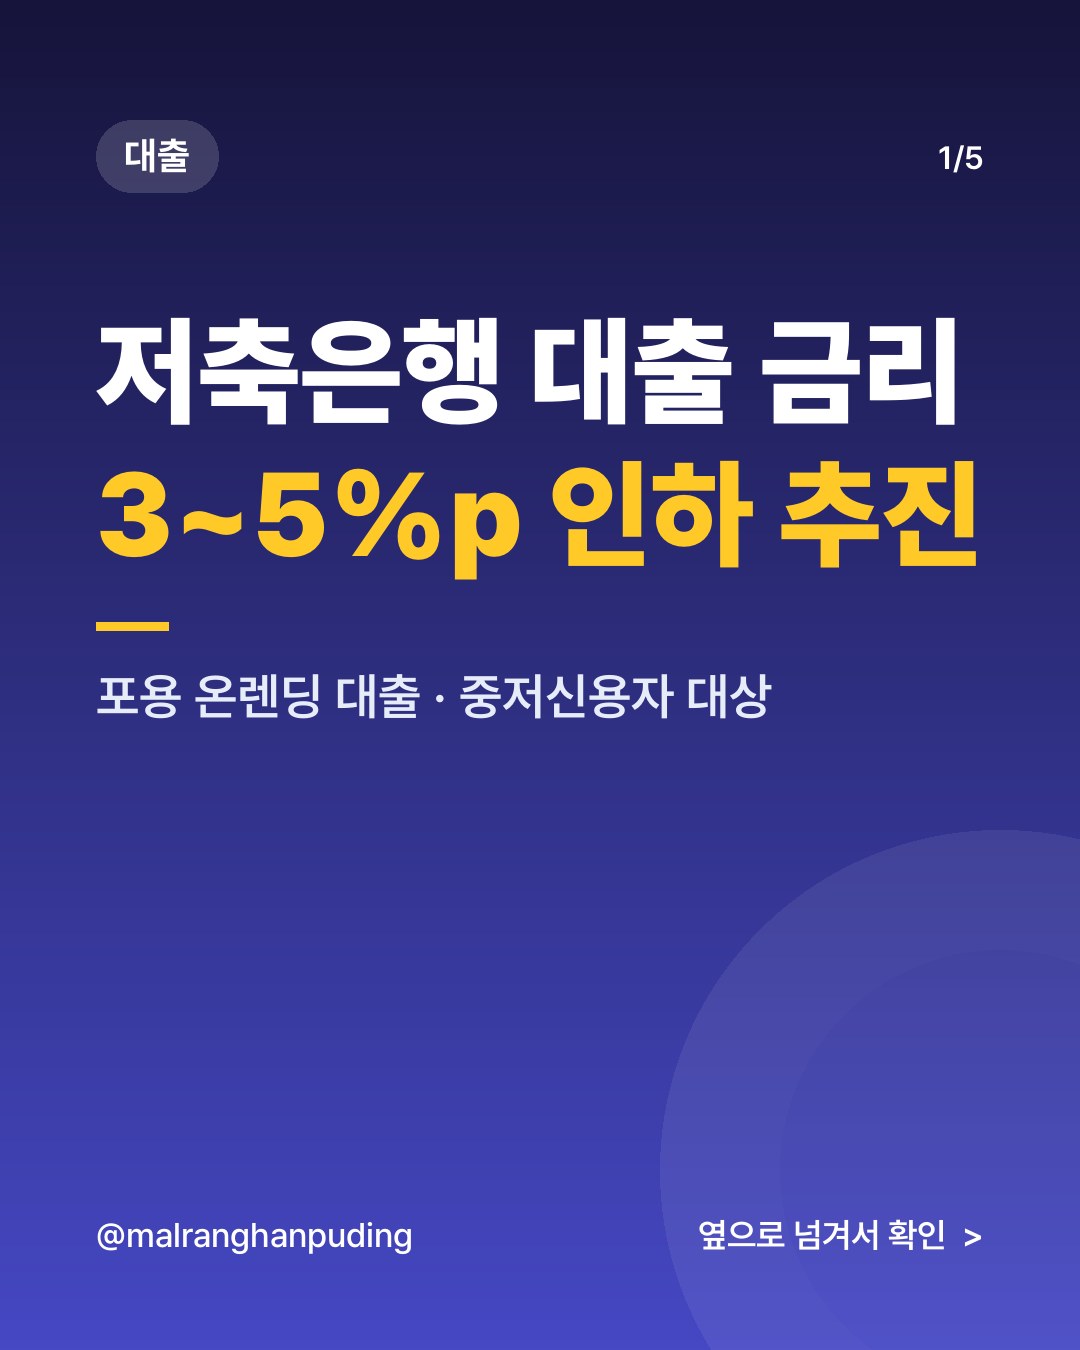 대출
1/5
저축은행 대출 금리
3~5%p 인하 추진
포용 온렌딩 대출 · 중저신용자 대상
@malranghanpuding
옆으로 넘겨서 확인 >